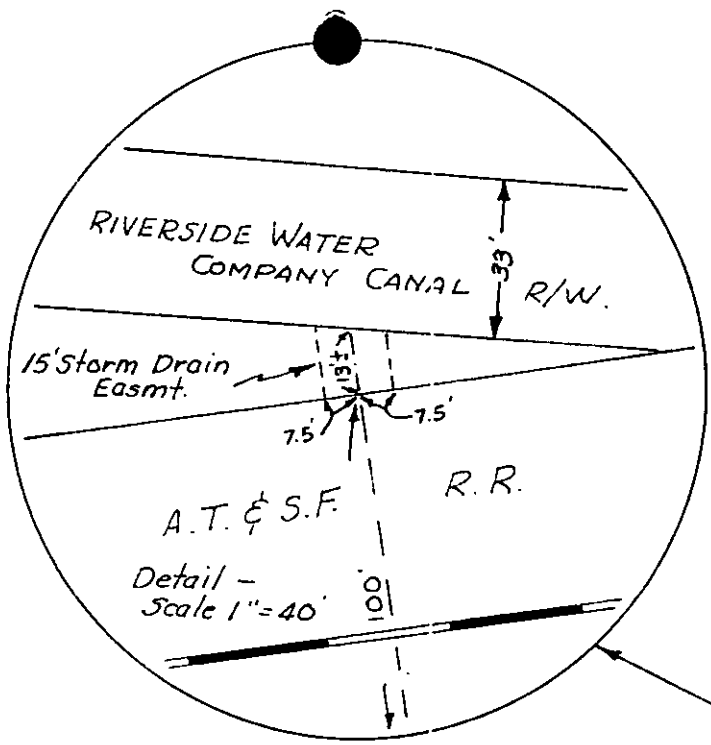 RIVERSIDE WATER
COMPANY CANAL
R/W.
33'
15' Storm Drain
Easmt.
13'±
7.5'
7.5'
A.T. & S.F.
R.R.
Detail –
Scale 1"=40'
100'